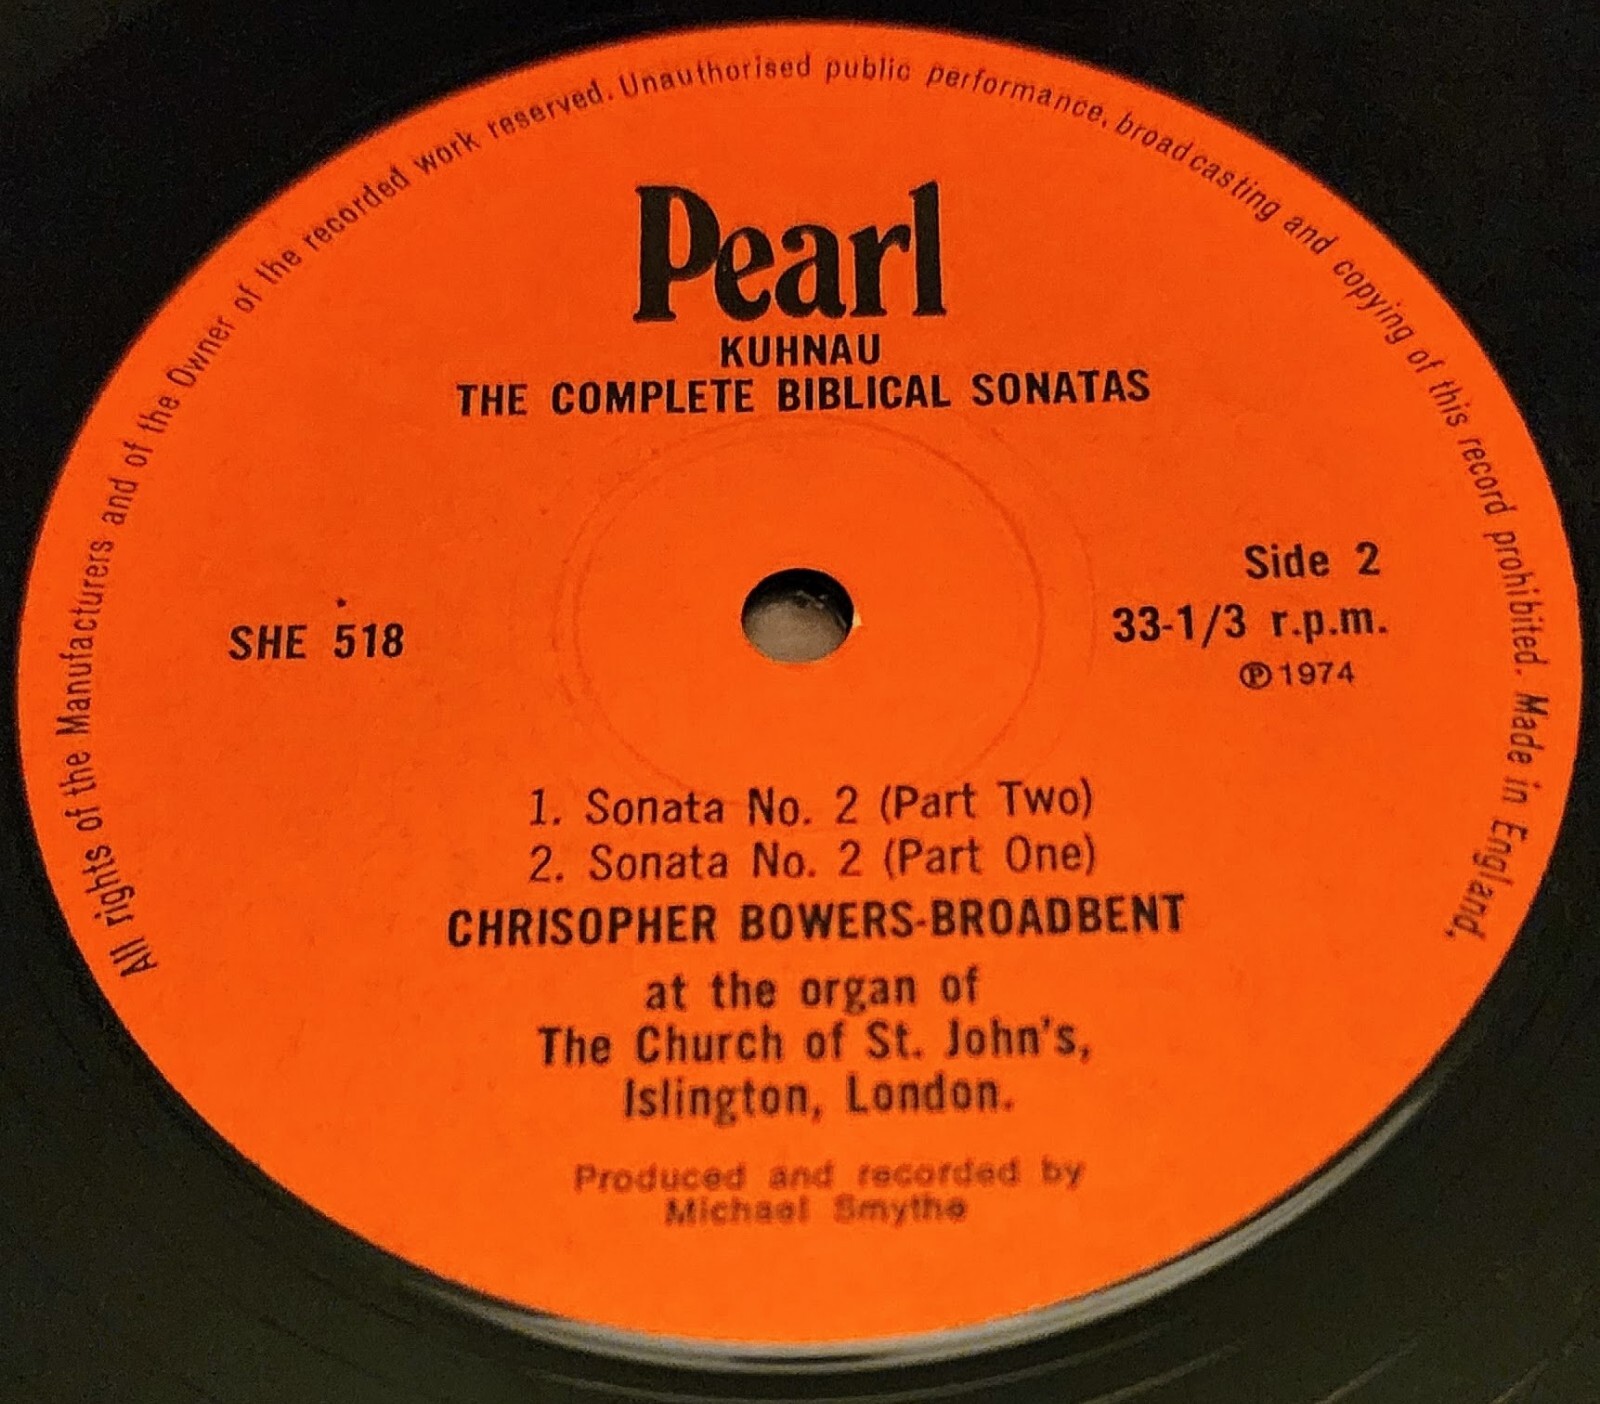 All rights of the Manufacturers and of the Owner of the recorded work reserved. Unauthorised public performance, broadcasting and copying of this record prohibited. Made in England.
Pearl
KUHNAU
THE COMPLETE BIBLICAL SONATAS
Side 2
SHE 518
33-1/3 r.p.m.
℗ 1974
1. Sonata No. 2 (Part Two)
2. Sonata No. 2 (Part One)
CHRISOPHER BOWERS-BROADBENT
at the organ of
The Church of St. John's,
Islington, London.
Produced and recorded by
Michael Smythe